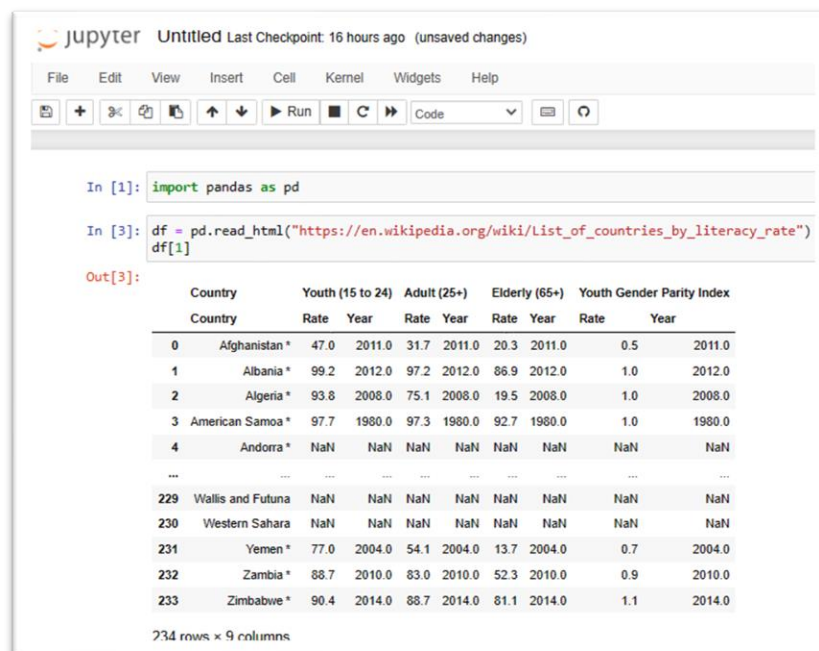 jupyter Untitled Last Checkpoint: 16 hours ago (unsaved changes)
File Edit View Insert Cell Kernel Widgets Help
Run Code
In [1]: import pandas as pd
In [3]: df = pd.read_html("https://en.wikipedia.org/wiki/List_of_countries_by_literacy_rate")
df[1]
Out[3]:
Country Youth (15 to 24) Adult (25+) Elderly (65+) Youth Gender Parity Index
Country Rate Year Rate Year Rate Year Rate Year
0 Afghanistan * 47.0 2011.0 31.7 2011.0 20.3 2011.0 0.5 2011.0
1 Albania * 99.2 2012.0 97.2 2012.0 86.9 2012.0 1.0 2012.0
2 Algeria * 93.8 2008.0 75.1 2008.0 19.5 2008.0 1.0 2008.0
3 American Samoa * 97.7 1980.0 97.3 1980.0 92.7 1980.0 1.0 1980.0
4 Andorra * NaN NaN NaN NaN NaN NaN NaN NaN
... ... ... ... ... ... ... ... ... ...
229 Wallis and Futuna NaN NaN NaN NaN NaN NaN NaN NaN
230 Western Sahara NaN NaN NaN NaN NaN NaN NaN NaN
231 Yemen * 77.0 2004.0 54.1 2004.0 13.7 2004.0 0.7 2004.0
232 Zambia * 88.7 2010.0 83.0 2010.0 52.3 2010.0 0.9 2010.0
233 Zimbabwe * 90.4 2014.0 88.7 2014.0 81.1 2014.0 1.1 2014.0
234 rows × 9 columns